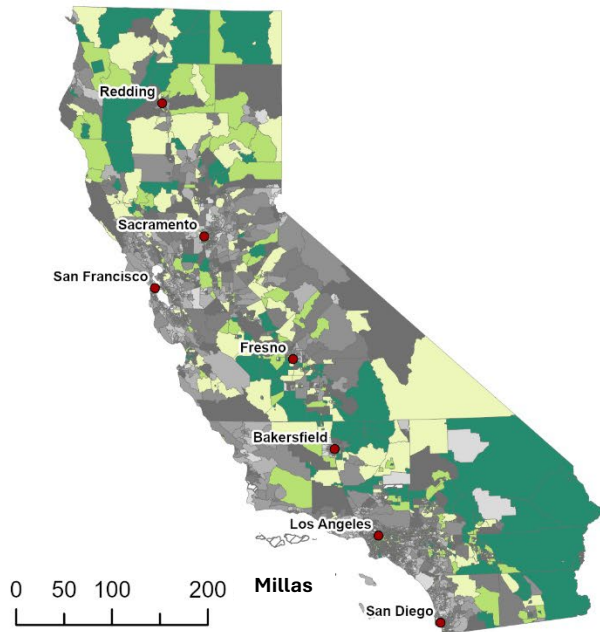 Redding
Sacramento
San Francisco
Fresno
Bakersfield
Los Angeles
San Diego
0 50 100 200 Millas